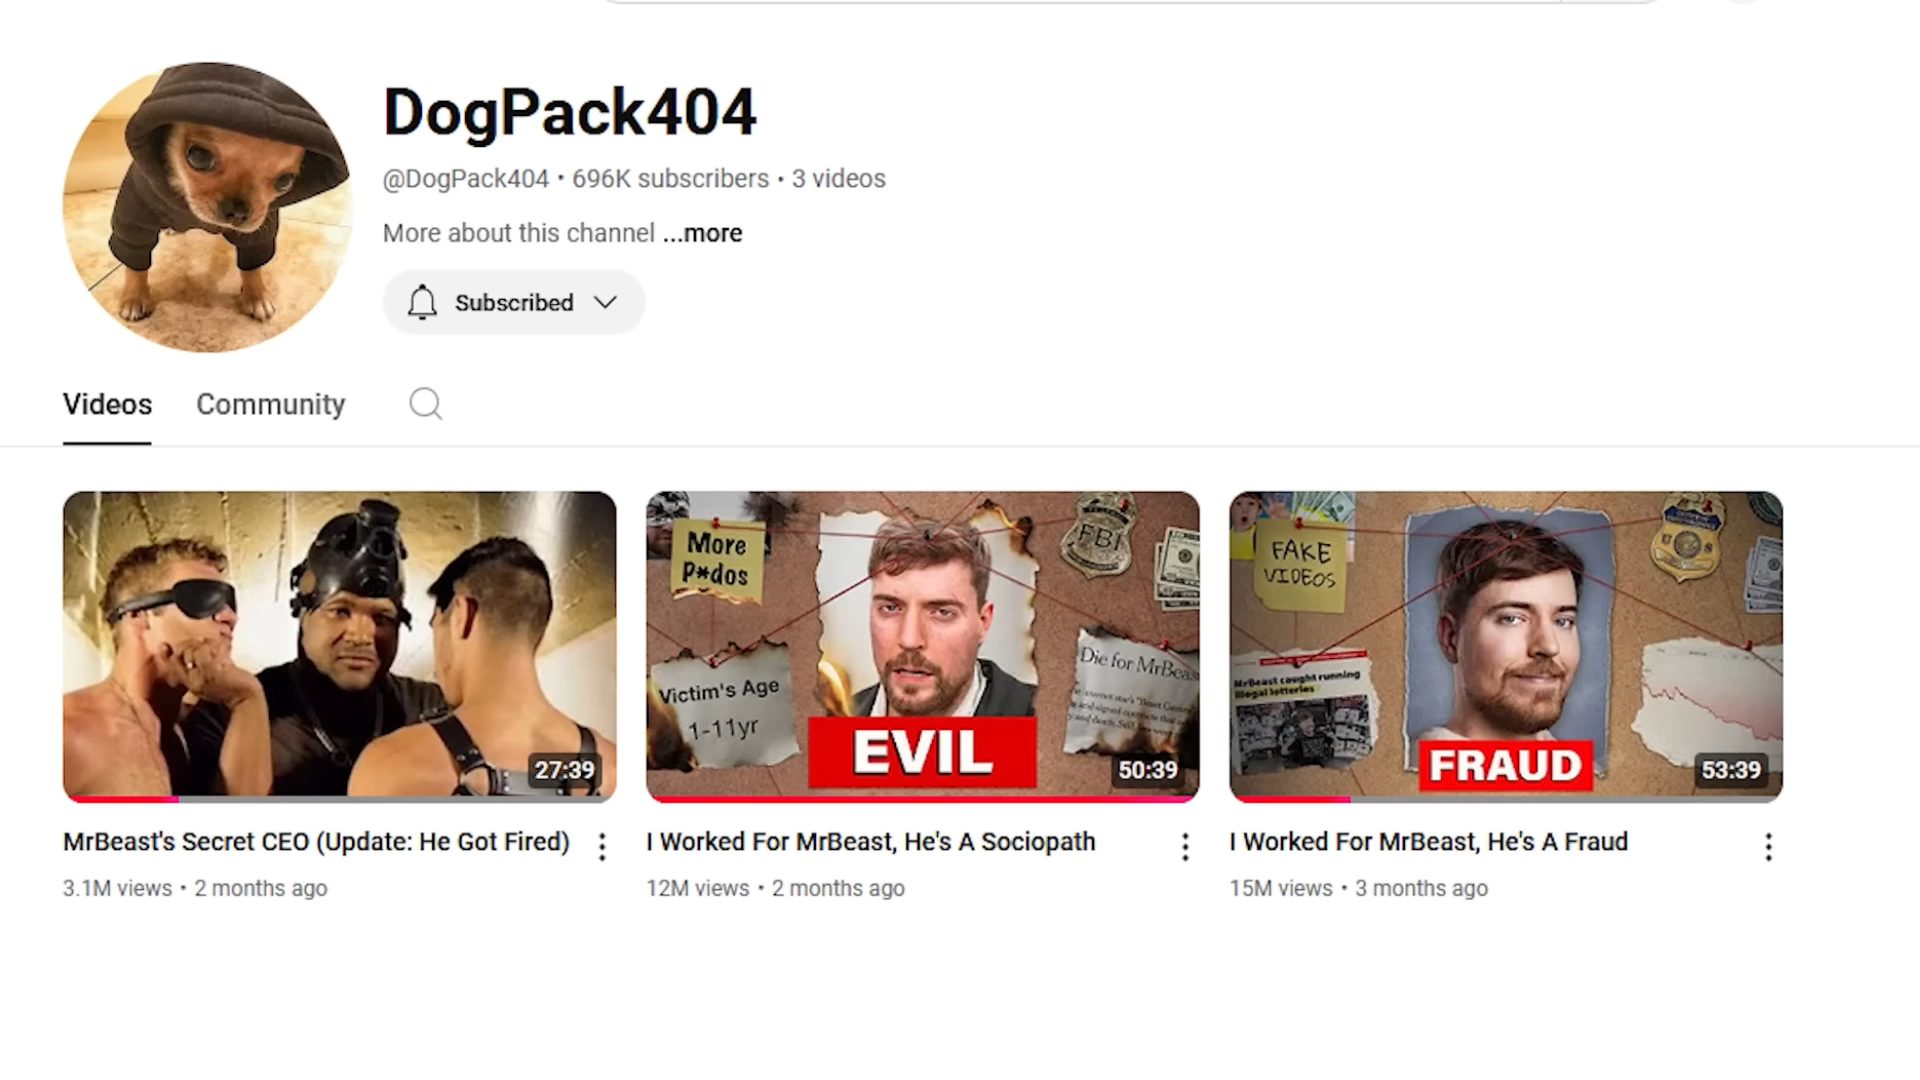 DogPack404
@DogPack404 • 696K subscribers • 3 videos
More about this channel ...more
Subscribed
Videos
Community
More
P*dos
FBI
Victim's Age
1-11yr
Die for MrBeas
EVIL
50:39
27:39
FAKE
VIDEOS
MrBeast caught running
illegal lotteries
FRAUD
53:39
MrBeast's Secret CEO (Update: He Got Fired)
3.1M views • 2 months ago
I Worked For MrBeast, He's A Sociopath
12M views • 2 months ago
I Worked For MrBeast, He's A Fraud
15M views • 3 months ago